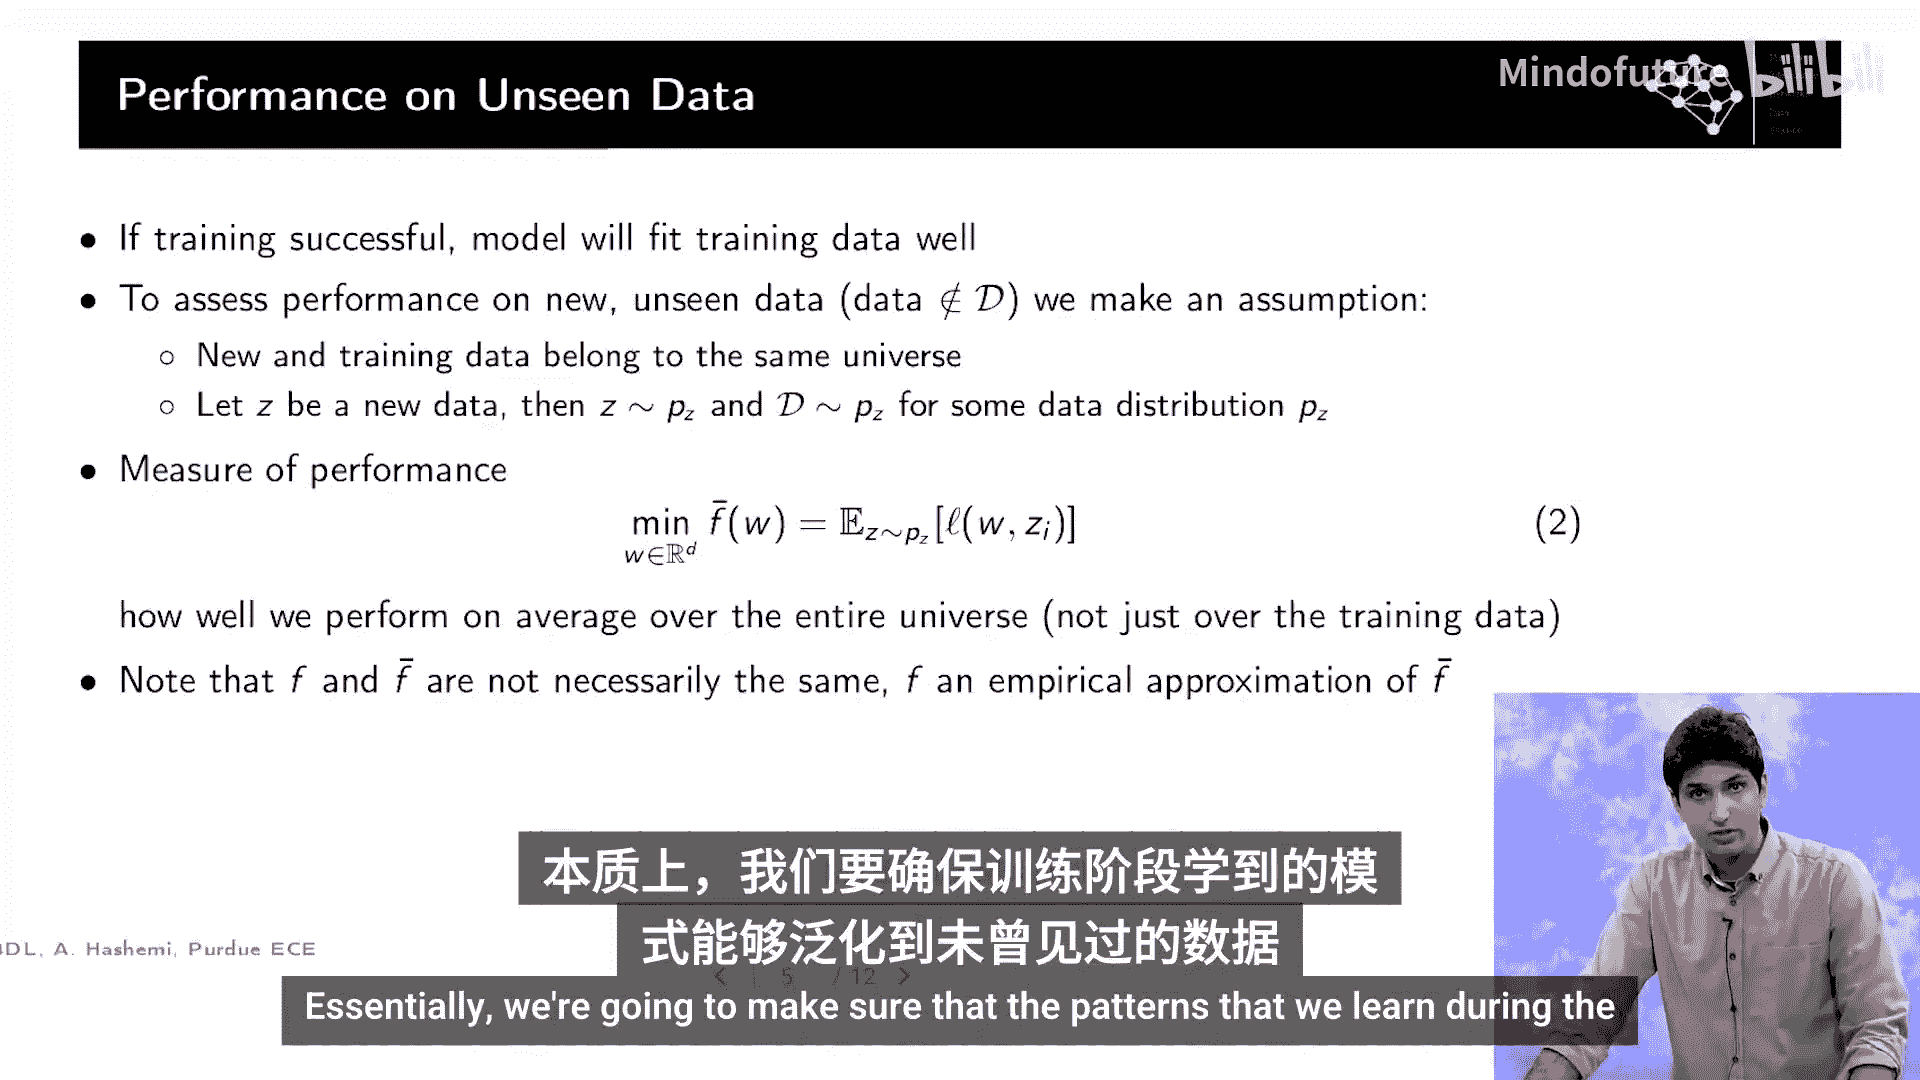 Performance on Unseen Data
Mindofuture
bilibili
• If training successful, model will fit training data well
• To assess performance on new, unseen data (data ∉ 𝒟) we make an assumption:
◦ New and training data belong to the same universe
◦ Let z be a new data, then z ∼ p_z and 𝒟 ∼ p_z for some data distribution p_z
• Measure of performance
min_{w∈ℝ^d} f̄(w) = 𝔼_{z∼p_z}[ℓ(w, z_i)] (2)
how well we perform on average over the entire universe (not just over the training data)
• Note that f and f̄ are not necessarily the same, f an empirical approximation of f̄
本质上，我们要确保训练阶段学到的模
式能够泛化到未曾见过的数据
DL, A. Hashemi, Purdue ECE
5 / 12
Essentially, we're going to make sure that the patterns that we learn during the